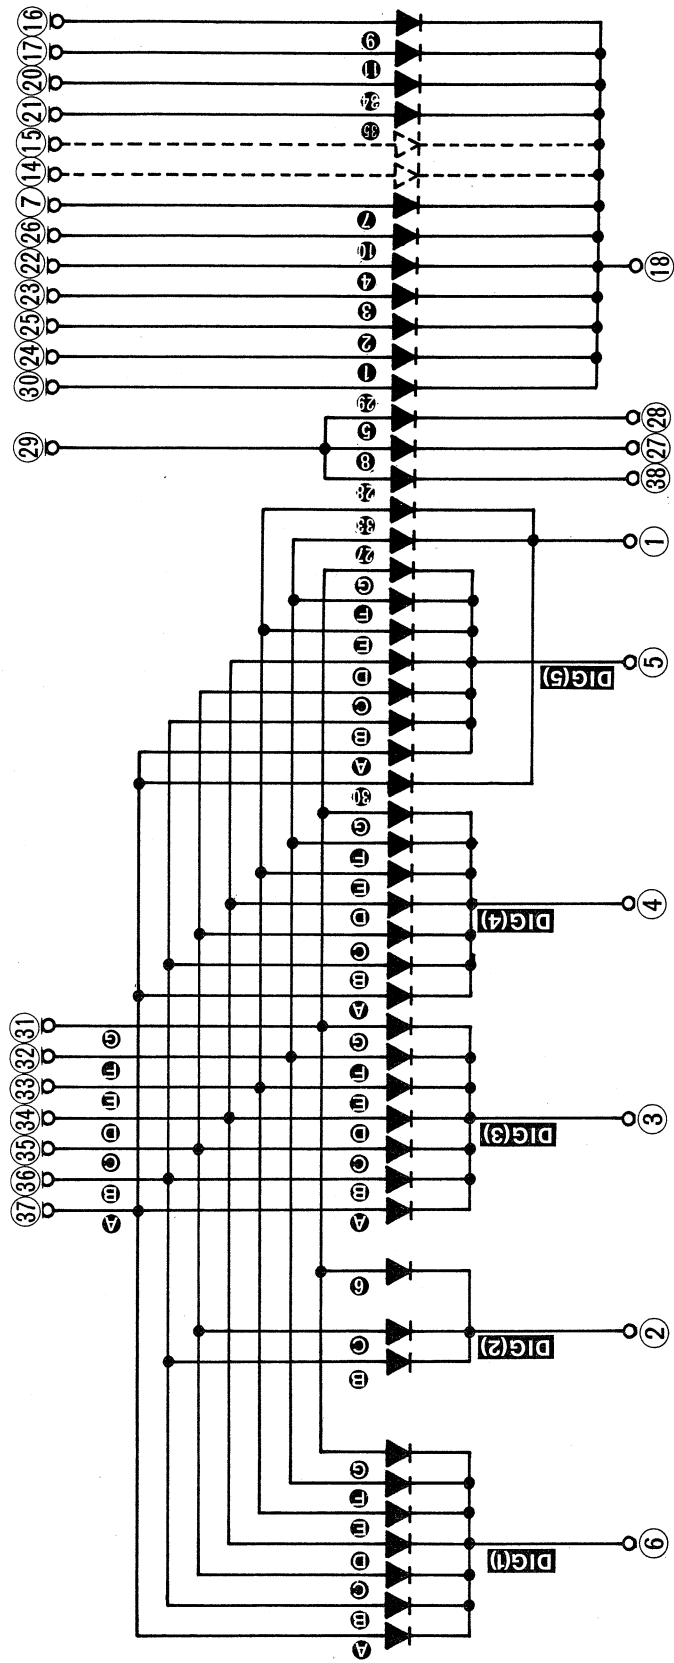 16
17 9
20 11
21 34
15 35
14
7
26 7
22 10 18
23 4
25 3
24 2
30 1
29
28
5
29 27
8
38
28
33
1
27
G
F
E
5
D DIG(5)
C
B
A
30
G
F
E
4
D DIG(4)
C
B
A
31
G G
32
F F
33
E E
34 3
D D DIG(3)
35
C C
36
B B
37
A A
6
2
C DIG(2)
B
G
F
E
6
D DIG(1)
C
B
A